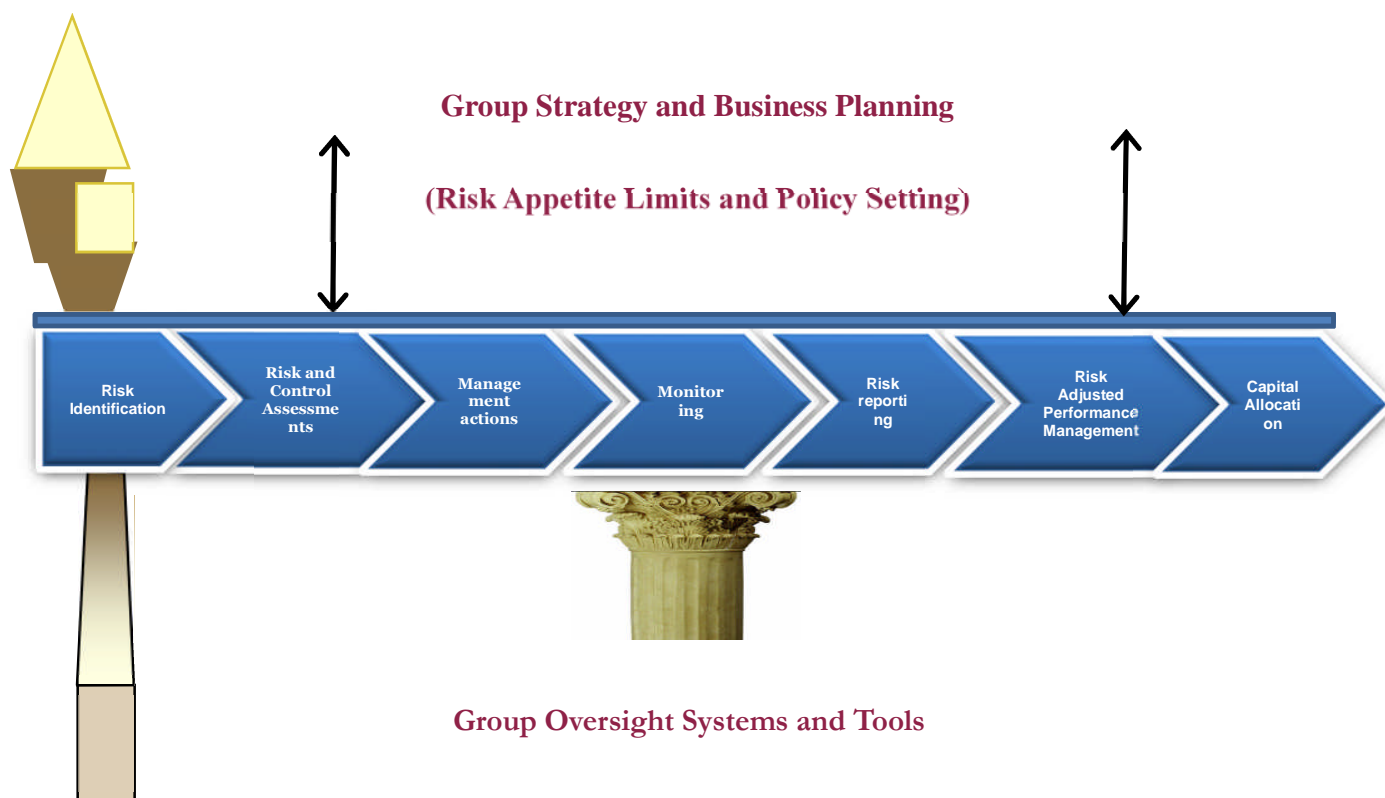 Group Strategy and Business Planning
(Risk Appetite Limits and Policy Setting)
Risk
Identification
Risk and
Control
Assessme
nts
Manage
ment
actions
Monitor
ing
Risk
reporti
ng
Risk
Adjusted
Performance
Management
Capital
Allocati
on
Group Oversight Systems and Tools